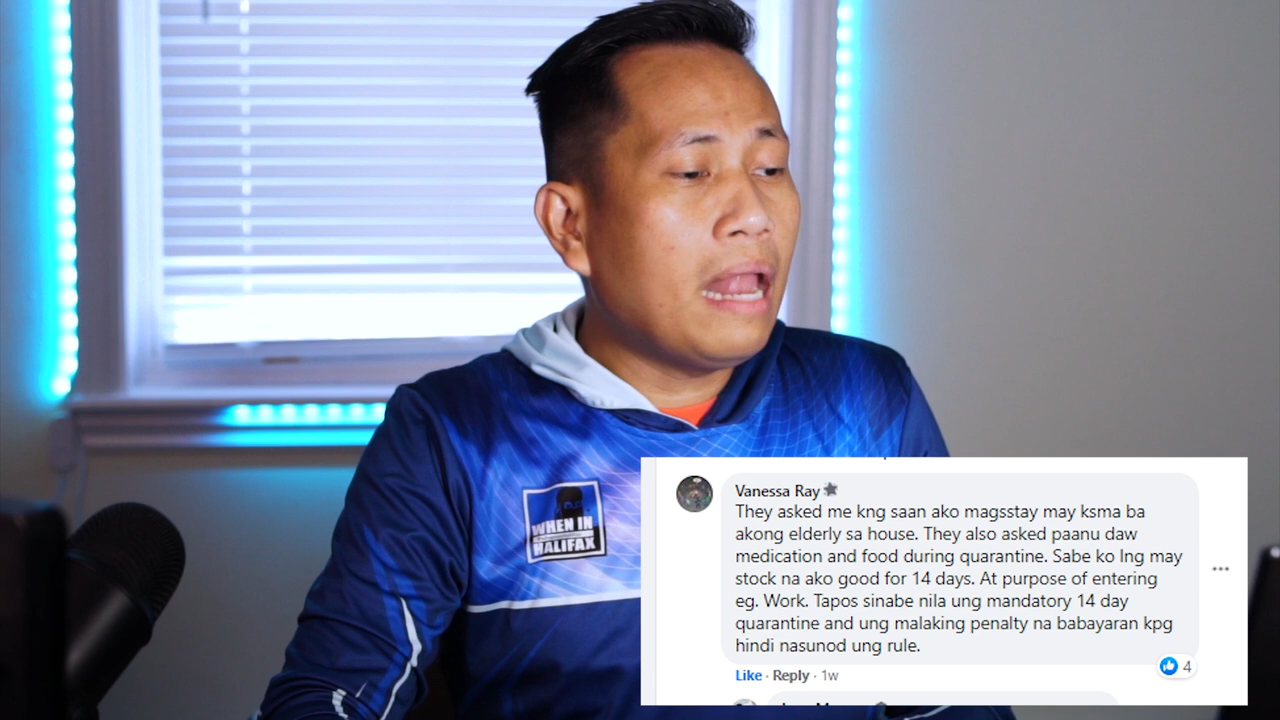 WHEN IN
HALIFAX
Vanessa Ray
They asked me kng saan ako magsstay may ksma ba
akong elderly sa house. They also asked paanu daw
medication and food during quarantine. Sabe ko lng may
stock na ako good for 14 days. At purpose of entering
eg. Work. Tapos sinabe nila ung mandatory 14 day
quarantine and ung malaking penalty na babayaran kpg
hindi nasunod ung rule.
4
Like · Reply · 1w